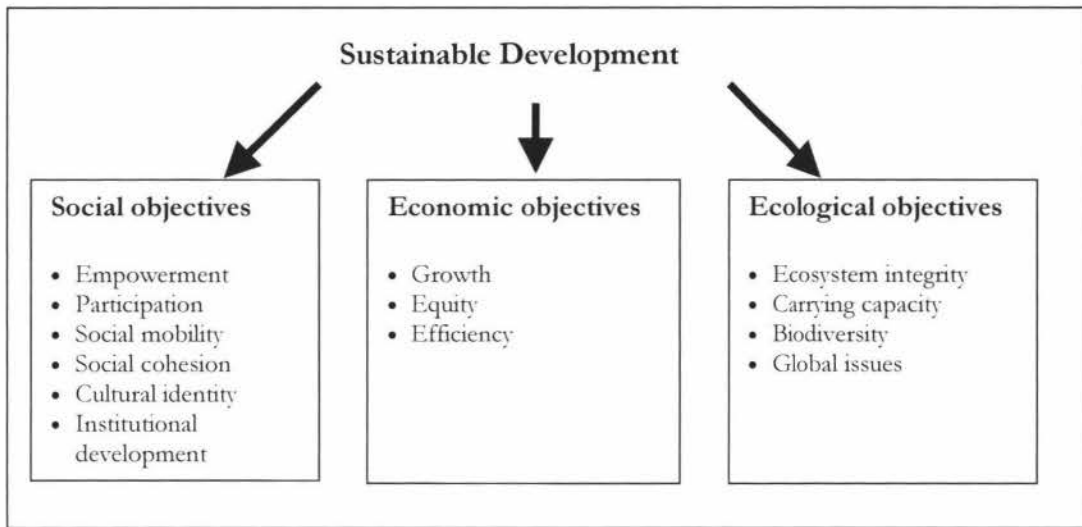 Sustainable Development
Social objectives
• Empowerment
• Participation
• Social mobility
• Social cohesion
• Cultural identity
• Institutional
development
Economic objectives
• Growth
• Equity
• Efficiency
Ecological objectives
• Ecosystem integrity
• Carrying capacity
• Biodiversity
• Global issues